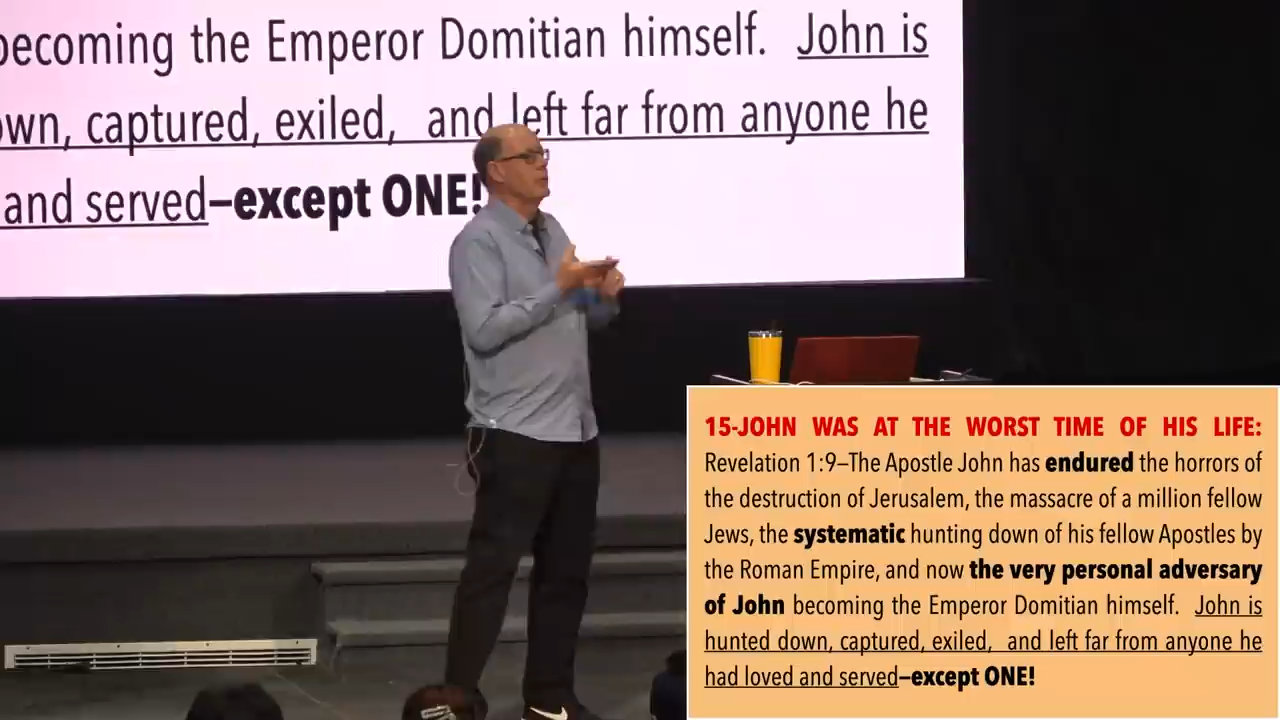 becoming the Emperor Domitian himself. John is
own, captured, exiled, and left far from anyone he
and served–except ONE!
15-JOHN WAS AT THE WORST TIME OF HIS LIFE:
Revelation 1:9–The Apostle John has endured the horrors of
the destruction of Jerusalem, the massacre of a million fellow
Jews, the systematic hunting down of his fellow Apostles by
the Roman Empire, and now the very personal adversary
of John becoming the Emperor Domitian himself. John is
hunted down, captured, exiled, and left far from anyone he
had loved and served–except ONE!